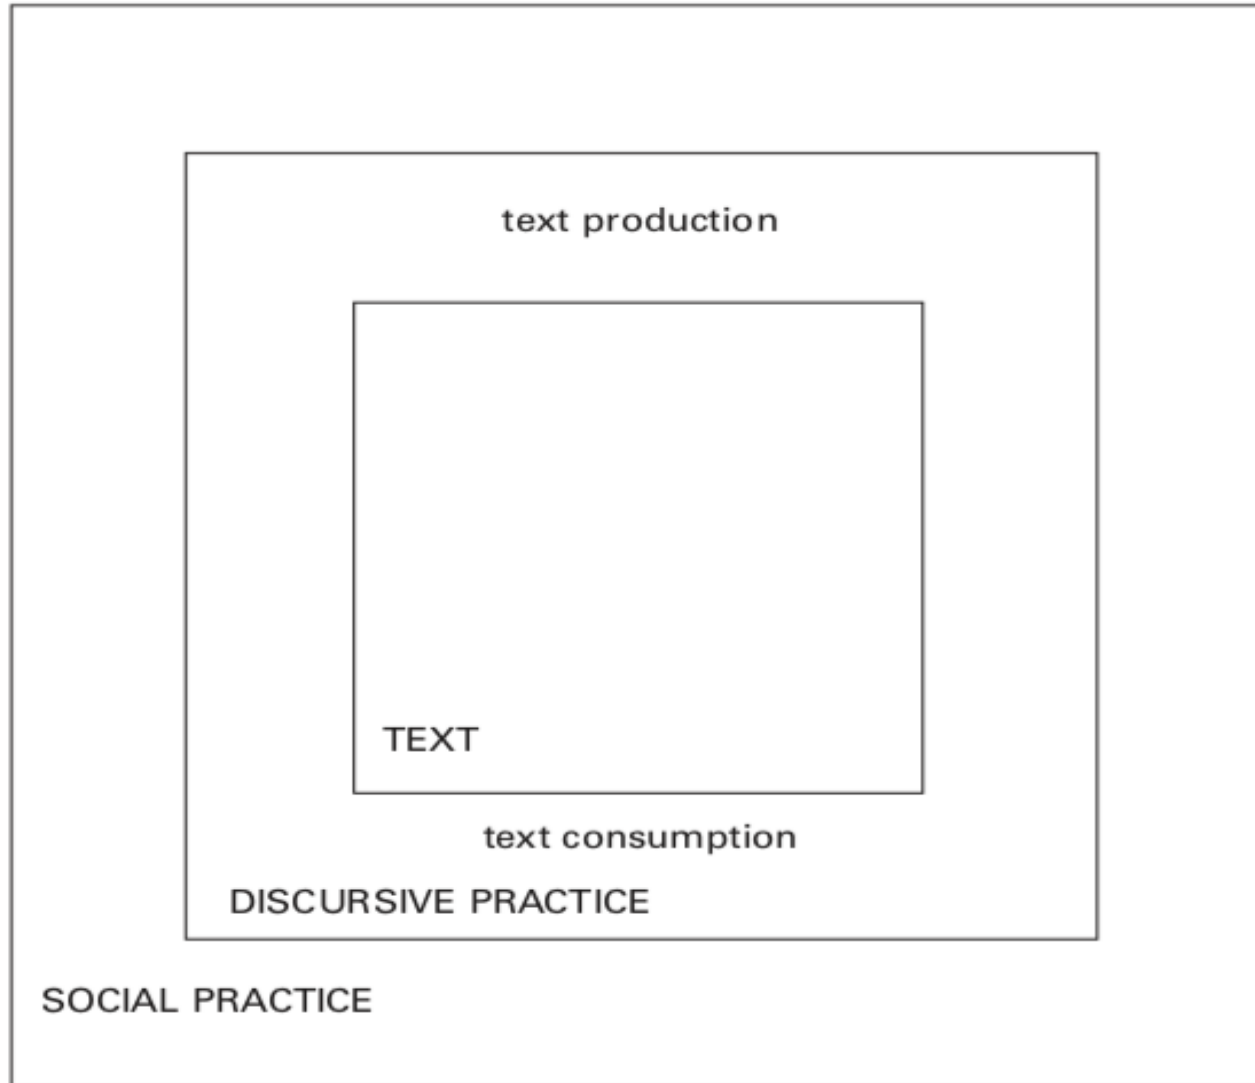 text production
TEXT
text consumption
DISCURSIVE PRACTICE
SOCIAL PRACTICE